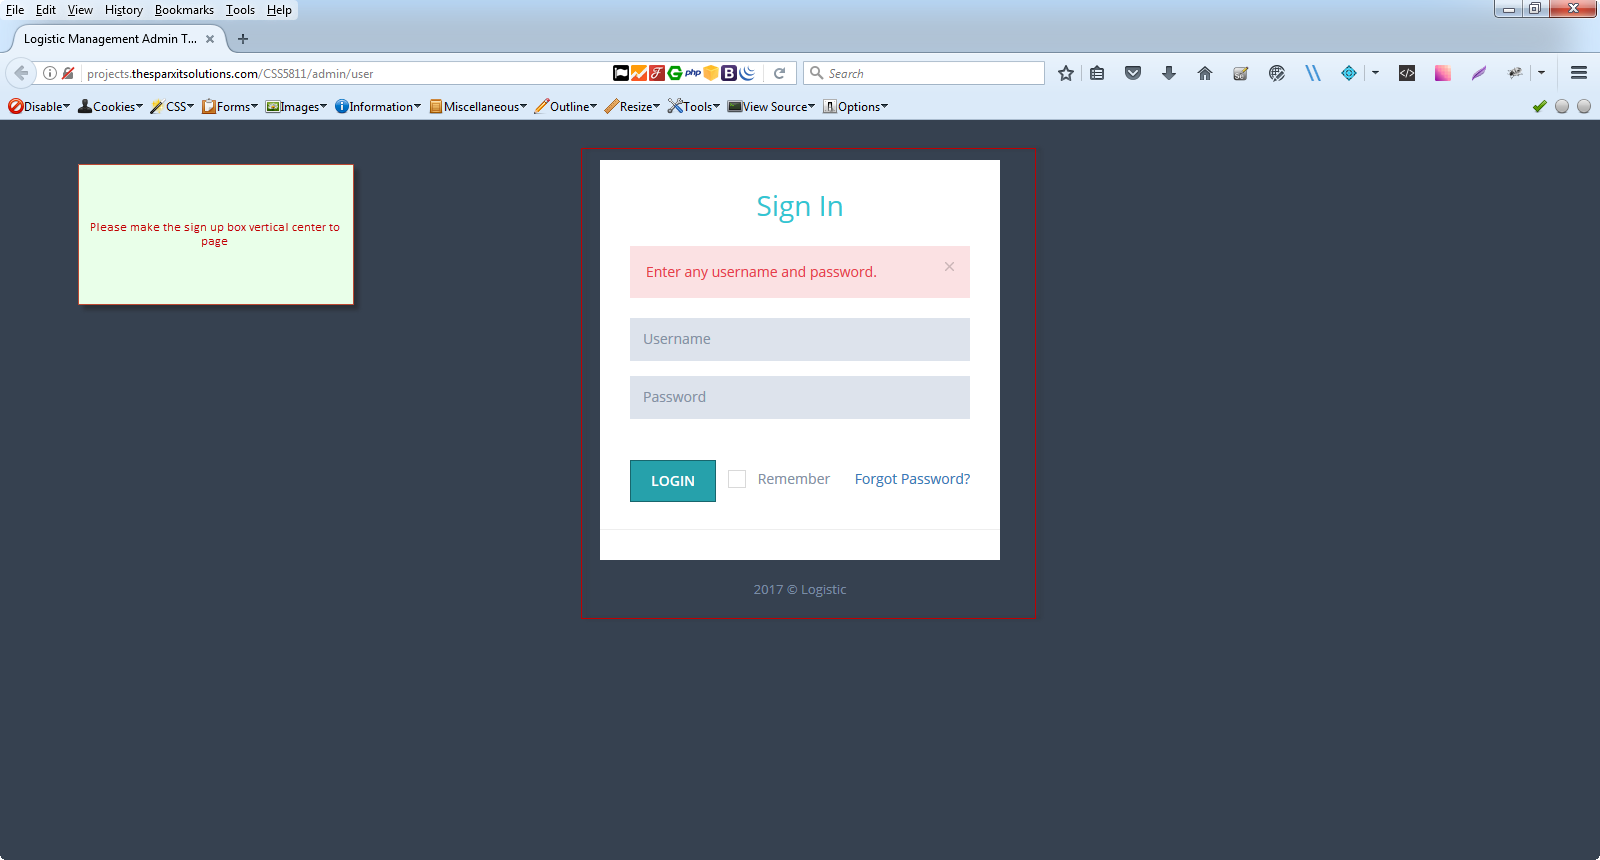 File Edit View History Bookmarks Tools Help
Logistic Management Admin T...
projects.thesparxitsolutions.com/CSS5811/admin/user
php
Search
Disable Cookies CSS Forms Images Information Miscellaneous Outline Resize Tools View Source Options
Please make the sign up box vertical center to
page
Sign In
Enter any username and password.
Username
Password
LOGIN Remember Forgot Password?
2017 © Logistic